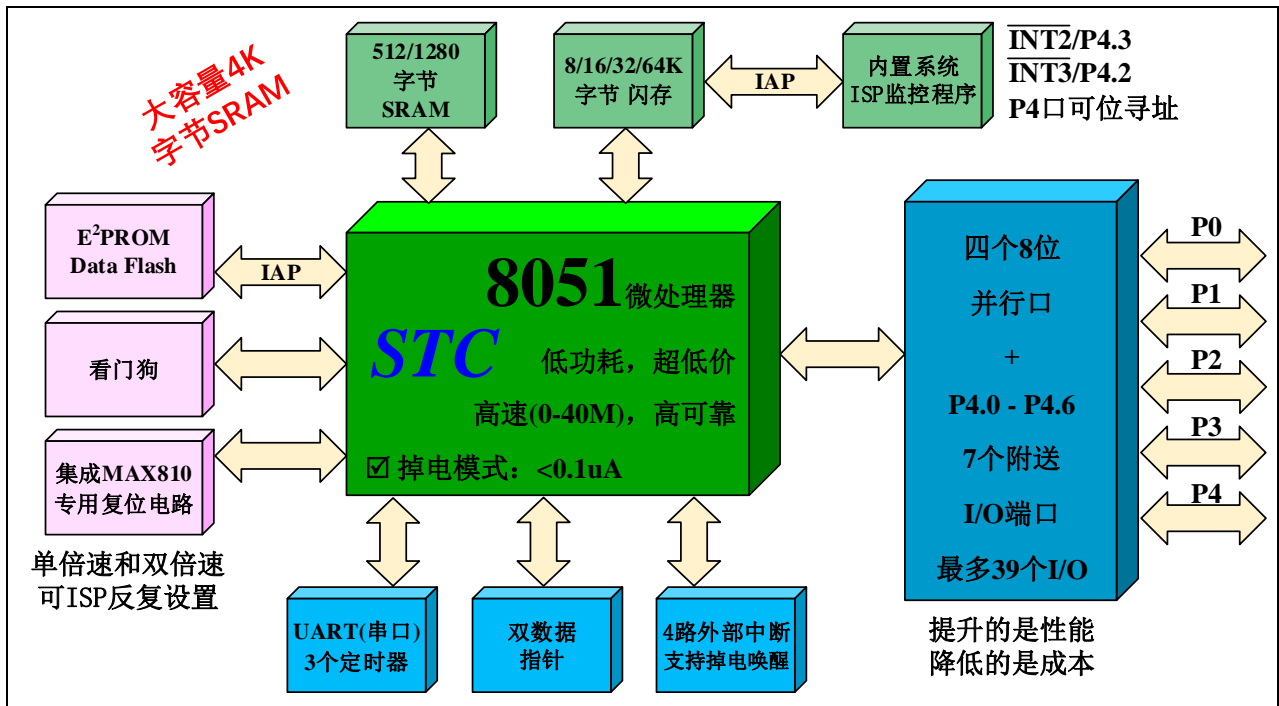 大容量4K
字节SRAM
512/1280
字节
SRAM
8/16/32/64K
字节 闪存
IAP
内置系统
ISP监控程序
INT2/P4.3
INT3/P4.2
P4口可位寻址
E²PROM
Data Flash
IAP
看门狗
集成MAX810
专用复位电路
单倍速和双倍速
可ISP反复设置
8051微处理器
STC
低功耗，超低价
高速(0-40M)，高可靠
☑ 掉电模式：<0.1uA
四个8位
并行口
+
P4.0 - P4.6
7个附送
I/O端口
最多39个I/O
P0
P1
P2
P3
P4
UART(串口)
3个定时器
双数据
指针
4路外部中断
支持掉电唤醒
提升的是性能
降低的是成本